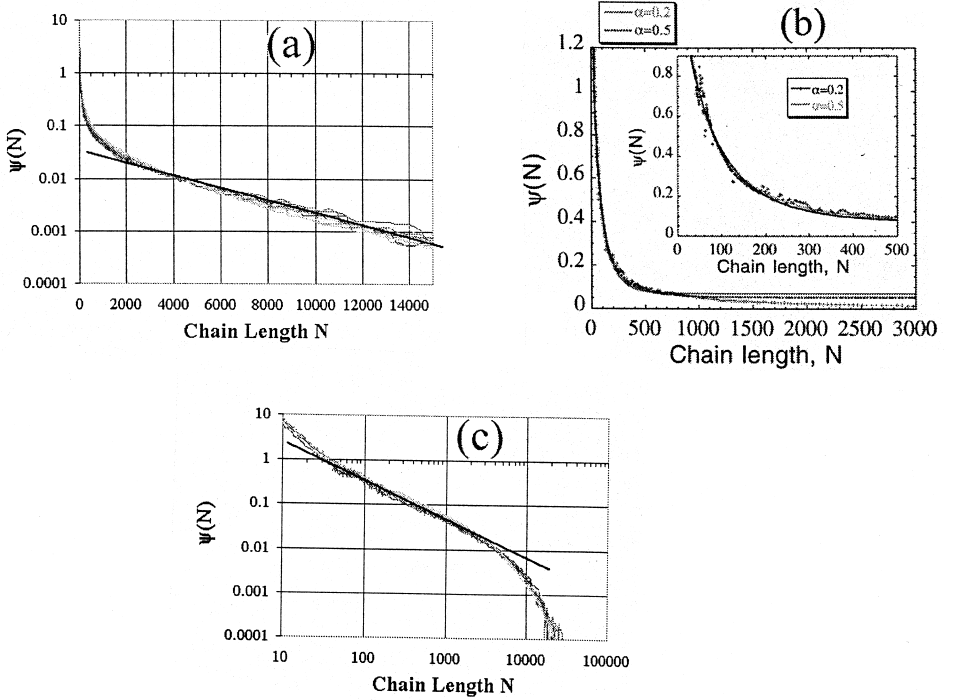 (a)
10
1
0.1
0.01
0.001
0.0001
ψ(N)
0 2000 4000 6000 8000 10000 12000 14000
Chain Length N
α=0.2
α=0.5
(b)
1.2
1
0.8
0.6
0.4
0.2
0
ψ(N)
0 500 1000 1500 2000 2500 3000
Chain length, N
0.8
0.6
0.4
0.2
0
ψ(N)
α=0.2
α=0.5
0 100 200 300 400 500
Chain length, N
(c)
10
1
0.1
0.01
0.001
0.0001
ψ(N)
10 100 1000 10000 100000
Chain Length N